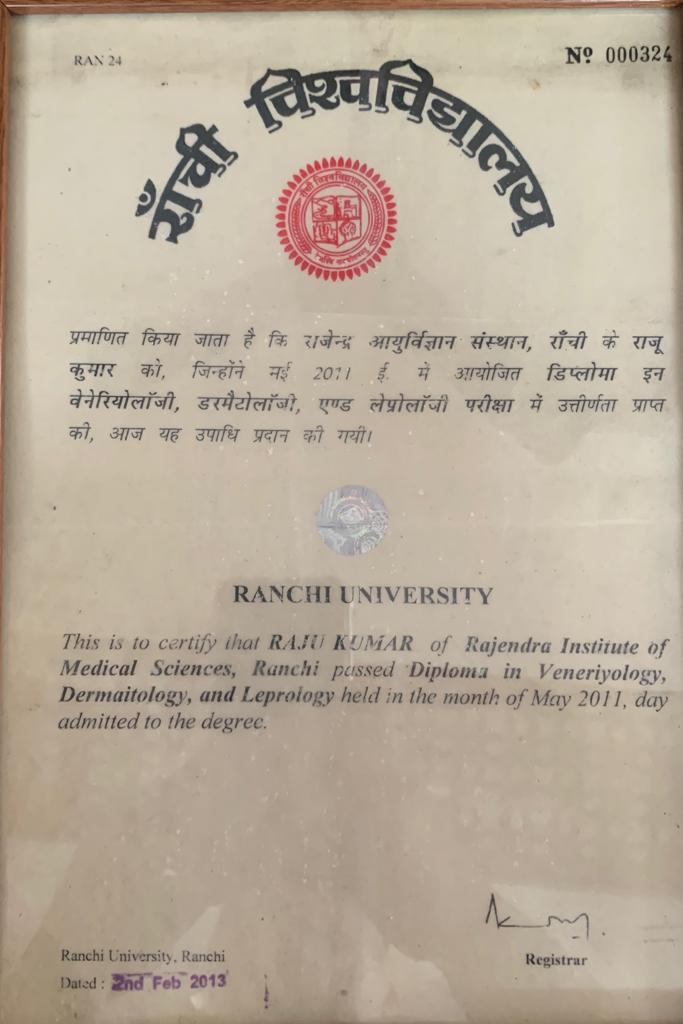 RAN 24
Nº 000324
राँची विश्वविद्यालय
राँची विश्वविद्यालय
प्रमाणित किया जाता है कि राजेन्द्र आयुर्विज्ञान संस्थान, राँची के राजू
कुमार को, जिन्होंने मई 2011 ई. में आयोजित डिप्लोमा इन
वेनेरियोलॉजी, डरमैटोलॉजी, एण्ड लेप्रोलॉजी परीक्षा में उत्तीर्णता प्राप्त
की, आज यह उपाधि प्रदान की गयी।
RANCHI UNIVERSITY
This is to certify that RAJU KUMAR of Rajendra Institute of
Medical Sciences, Ranchi passed Diploma in Veneriyology,
Dermaitology, and Leprology held in the month of May 2011, day
admitted to the degree.
Registrar
Ranchi University, Ranchi
Dated : 2nd Feb 2013